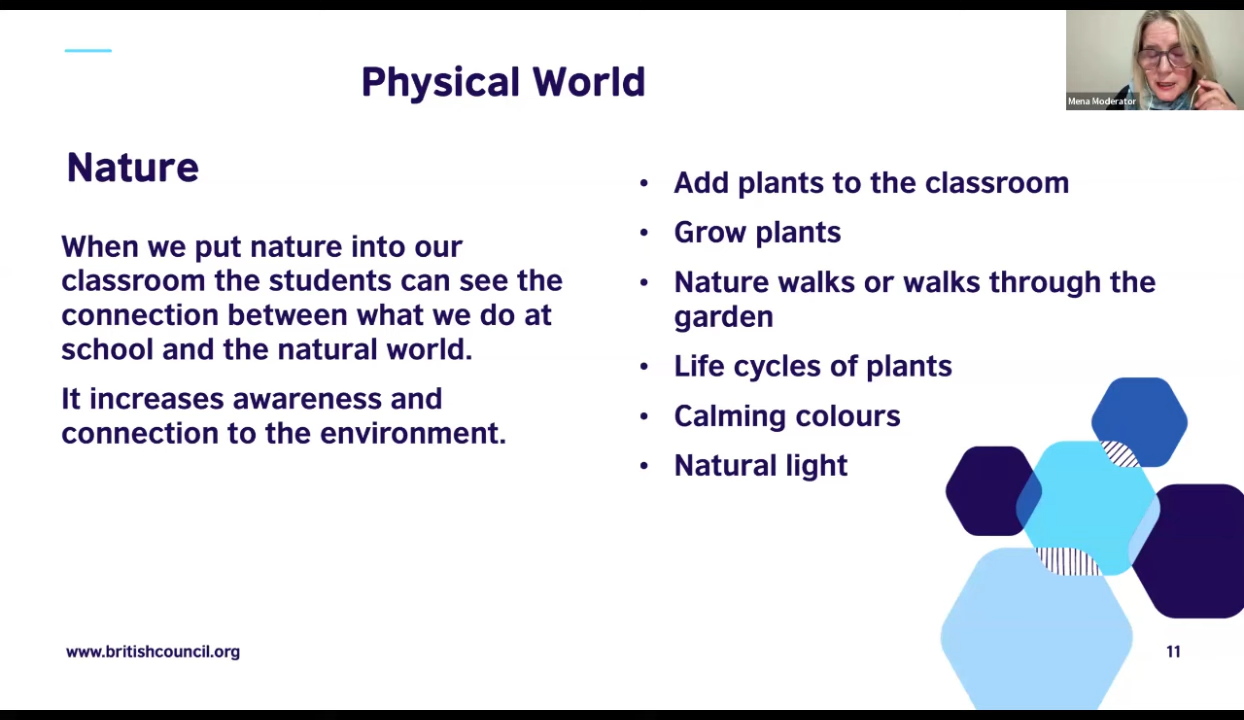 Physical World
Mena Moderator
Nature
When we put nature into our
classroom the students can see the
connection between what we do at
school and the natural world.
It increases awareness and
connection to the environment.
• Add plants to the classroom
• Grow plants
• Nature walks or walks through the
garden
• Life cycles of plants
• Calming colours
• Natural light
www.britishcouncil.org
11